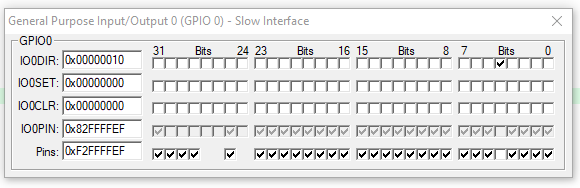 General Purpose Input/Output 0 (GPIO 0) - Slow Interface
GPIO0
31 Bits 24 23 Bits 16 15 Bits 8 7 Bits 0
IO0DIR: 0x00000010
IO0SET: 0x00000000
IO0CLR: 0x00000000
IO0PIN: 0x82FFFFEF
Pins: 0xF2FFFFEF